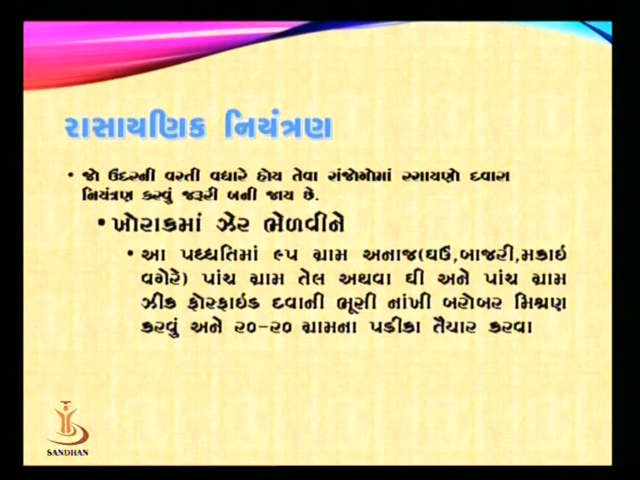 રાસાયણિક નિયંત્રણ
• જો ઉંદરની વસ્તી વધારે હોય તેવા સંજોગોમાં રસાયણો દવારા
નિયંત્રણ કરવું જરૂરી બની જાય છે.
• ખોરાકમાં ઝેર ભેળવીને
• આ પધ્ધતિમાં ૯૫ ગ્રામ અનાજ(ઘઉં,બાજરી,મકાઇ
વગેરે) પાંચ ગ્રામ તેલ અથવા ઘી અને પાંચ ગ્રામ
ઝીંક ફોસ્ફાઇડ દવાની ભૂસી નાંખી બરોબર મિશ્રણ
કરવું અને ૨૦–૨૦ ગ્રામના પડીકા તૈયાર કરવા
SANDHAN